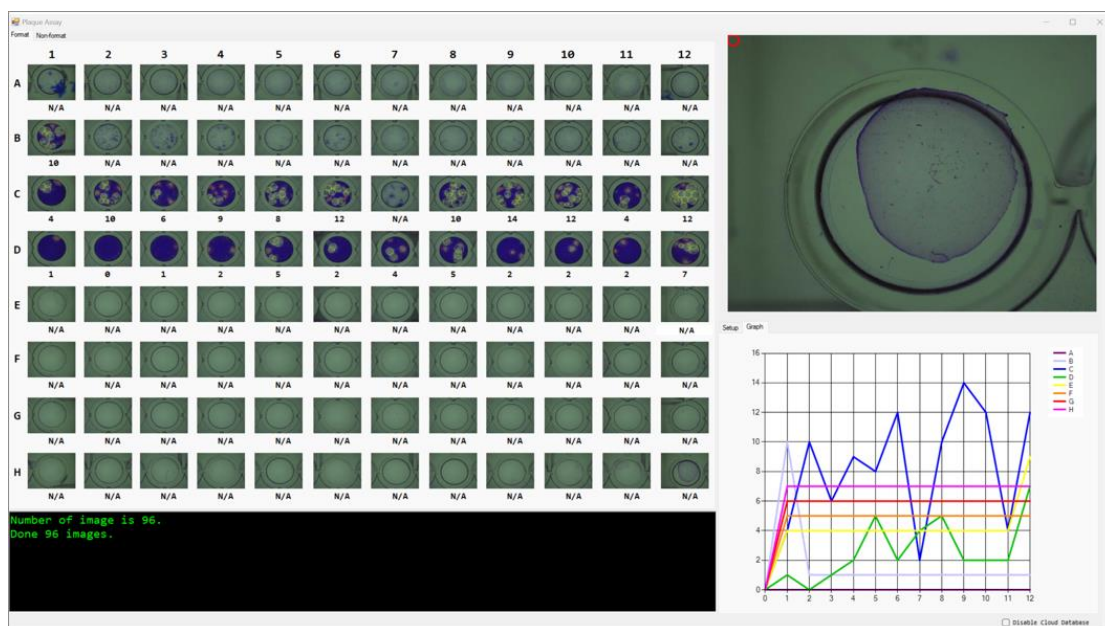 Plaque Array
Format Non-format
1 2 3 4 5 6 7 8 9 10 11 12
A
N/A N/A N/A N/A N/A N/A N/A N/A N/A N/A N/A N/A
B
10 N/A N/A N/A N/A N/A N/A N/A N/A N/A N/A N/A
C
4 10 6 9 8 12 N/A 10 14 12 4 12
D
1 0 1 2 5 2 4 5 2 2 2 7
E
N/A N/A N/A N/A N/A N/A N/A N/A N/A N/A N/A N/A
F
N/A N/A N/A N/A N/A N/A N/A N/A N/A N/A N/A N/A
G
N/A N/A N/A N/A N/A N/A N/A N/A N/A N/A N/A N/A
H
N/A N/A N/A N/A N/A N/A N/A N/A N/A N/A N/A N/A
Number of image is 96.
Done 96 images.
Setup Graph
16
14
12
10
8
6
4
2
0
0 1 2 3 4 5 6 7 8 9 10 11 12
A
B
C
D
E
F
G
H
Disable Cloud Database